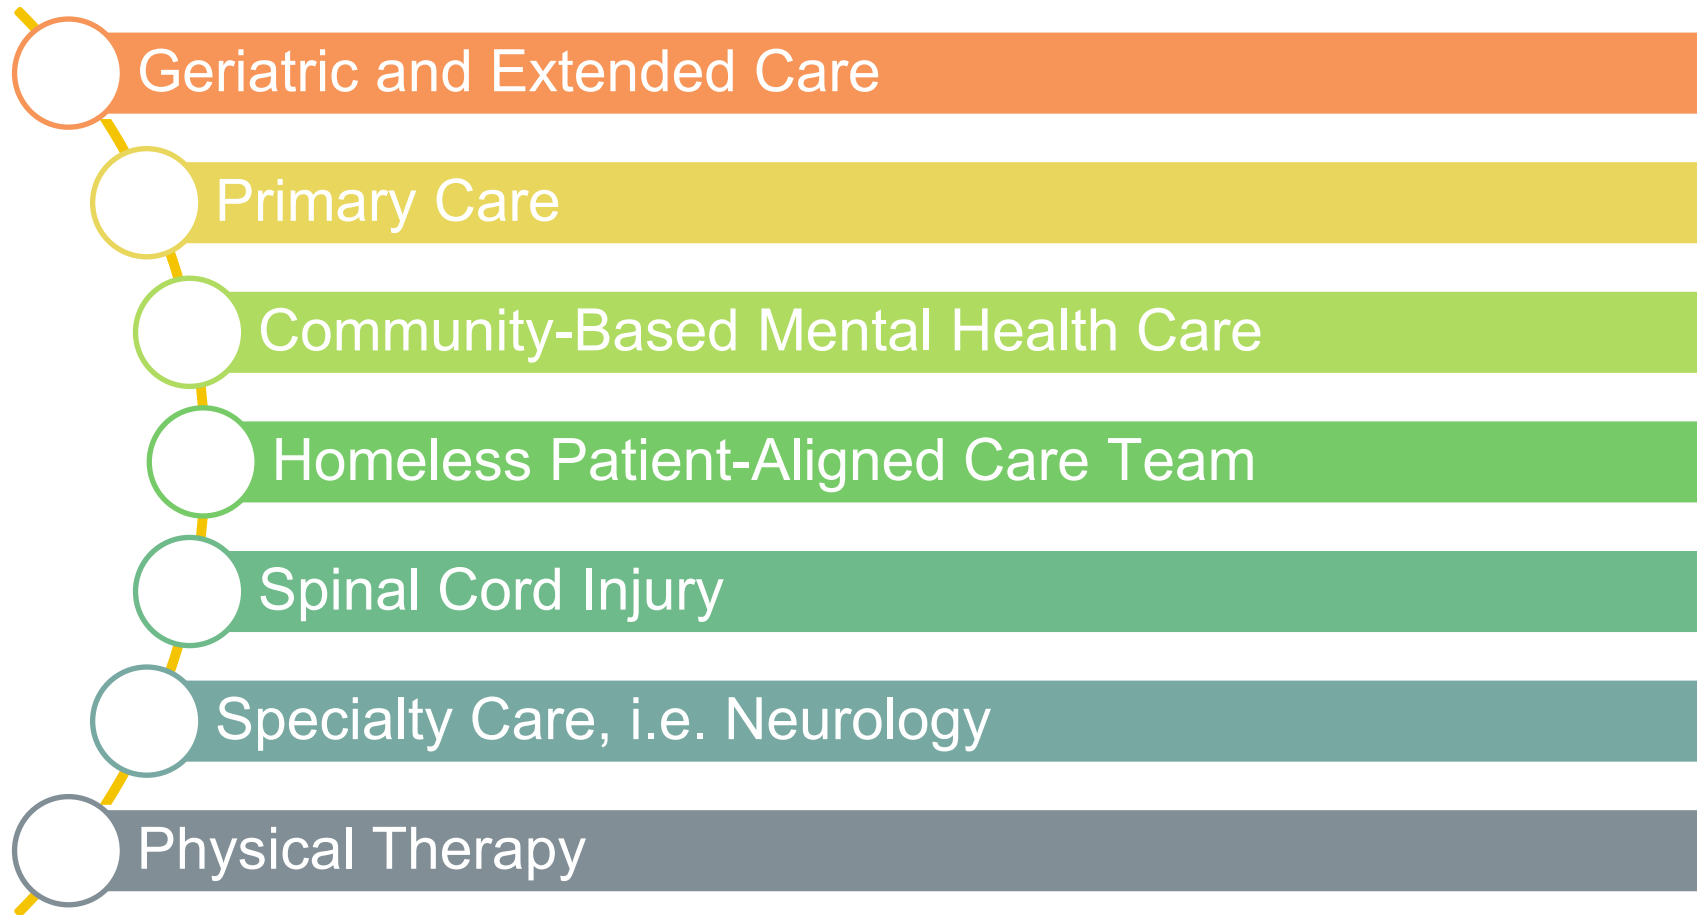 Geriatric and Extended Care
Primary Care
Community-Based Mental Health Care
Homeless Patient-Aligned Care Team
Spinal Cord Injury
Specialty Care, i.e. Neurology
Physical Therapy